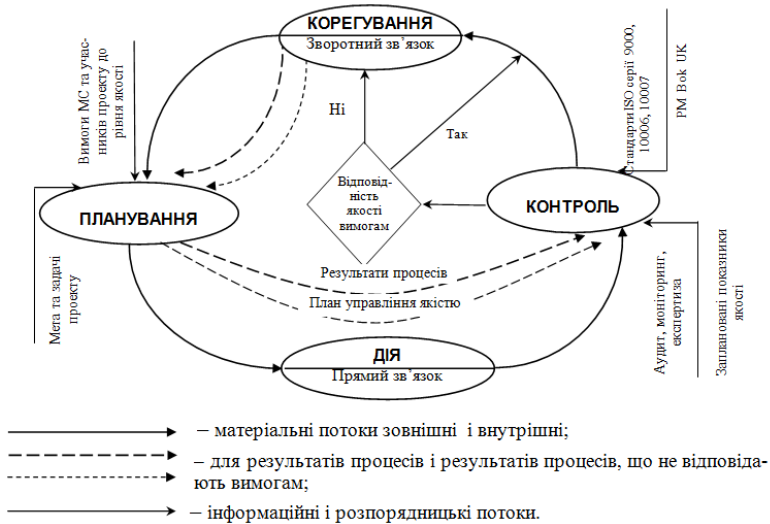 КОРЕГУВАННЯ
Зворотний зв’язок
Вимоги МС та учас-
ників проекту до
рівня якості
Ні
Так
Стандарти ISO серії 9000,
10006, 10007
PM Bok UK
Відповід-
ність
якості
вимогам
ПЛАНУВАННЯ
КОНТРОЛЬ
Мета та задачі
проекту
Результати процесів
План управління якістю
Аудит, моніторинг,
експертиза
Заплановані показники
якості
ДІЯ
Прямий зв’язок
– матеріальні потоки зовнішні і внутрішні;
– для результатів процесів і результатів процесів, що не відповіда-
ють вимогам;
– інформаційні і розпорядницькі потоки.